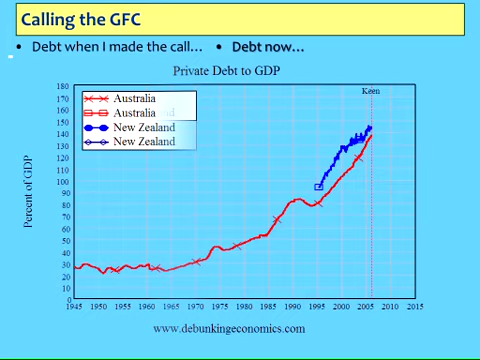 Calling the GFC
• Debt when I made the call… • Debt now…
Private Debt to GDP
Keen
Australia
Australia
New Zealand
New Zealand
Percent of GDP
180
170
160
150
140
130
120
110
100
90
80
70
60
50
40
30
20
10
0
1945 1950 1955 1960 1965 1970 1975 1980 1985 1990 1995 2000 2005 2010 2015
www.debunkingeconomics.com